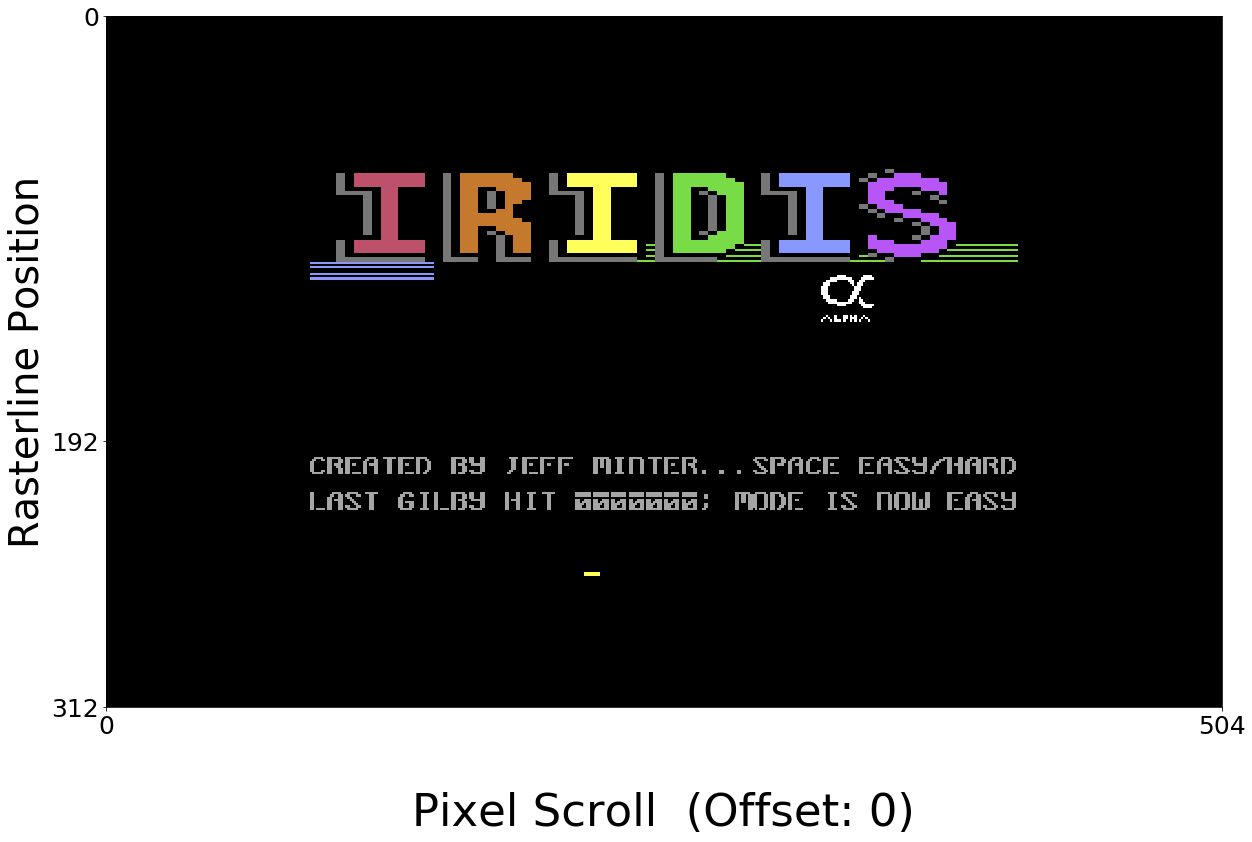 0
IRIDIS
α
ALPHA
192
CREATED BY JEFF MINTER...SPACE EASY/HARD
LAST GILBY HIT 0000000; MODE IS NOW EASY
312
0
504
Rasterline Position
Pixel Scroll (Offset: 0)